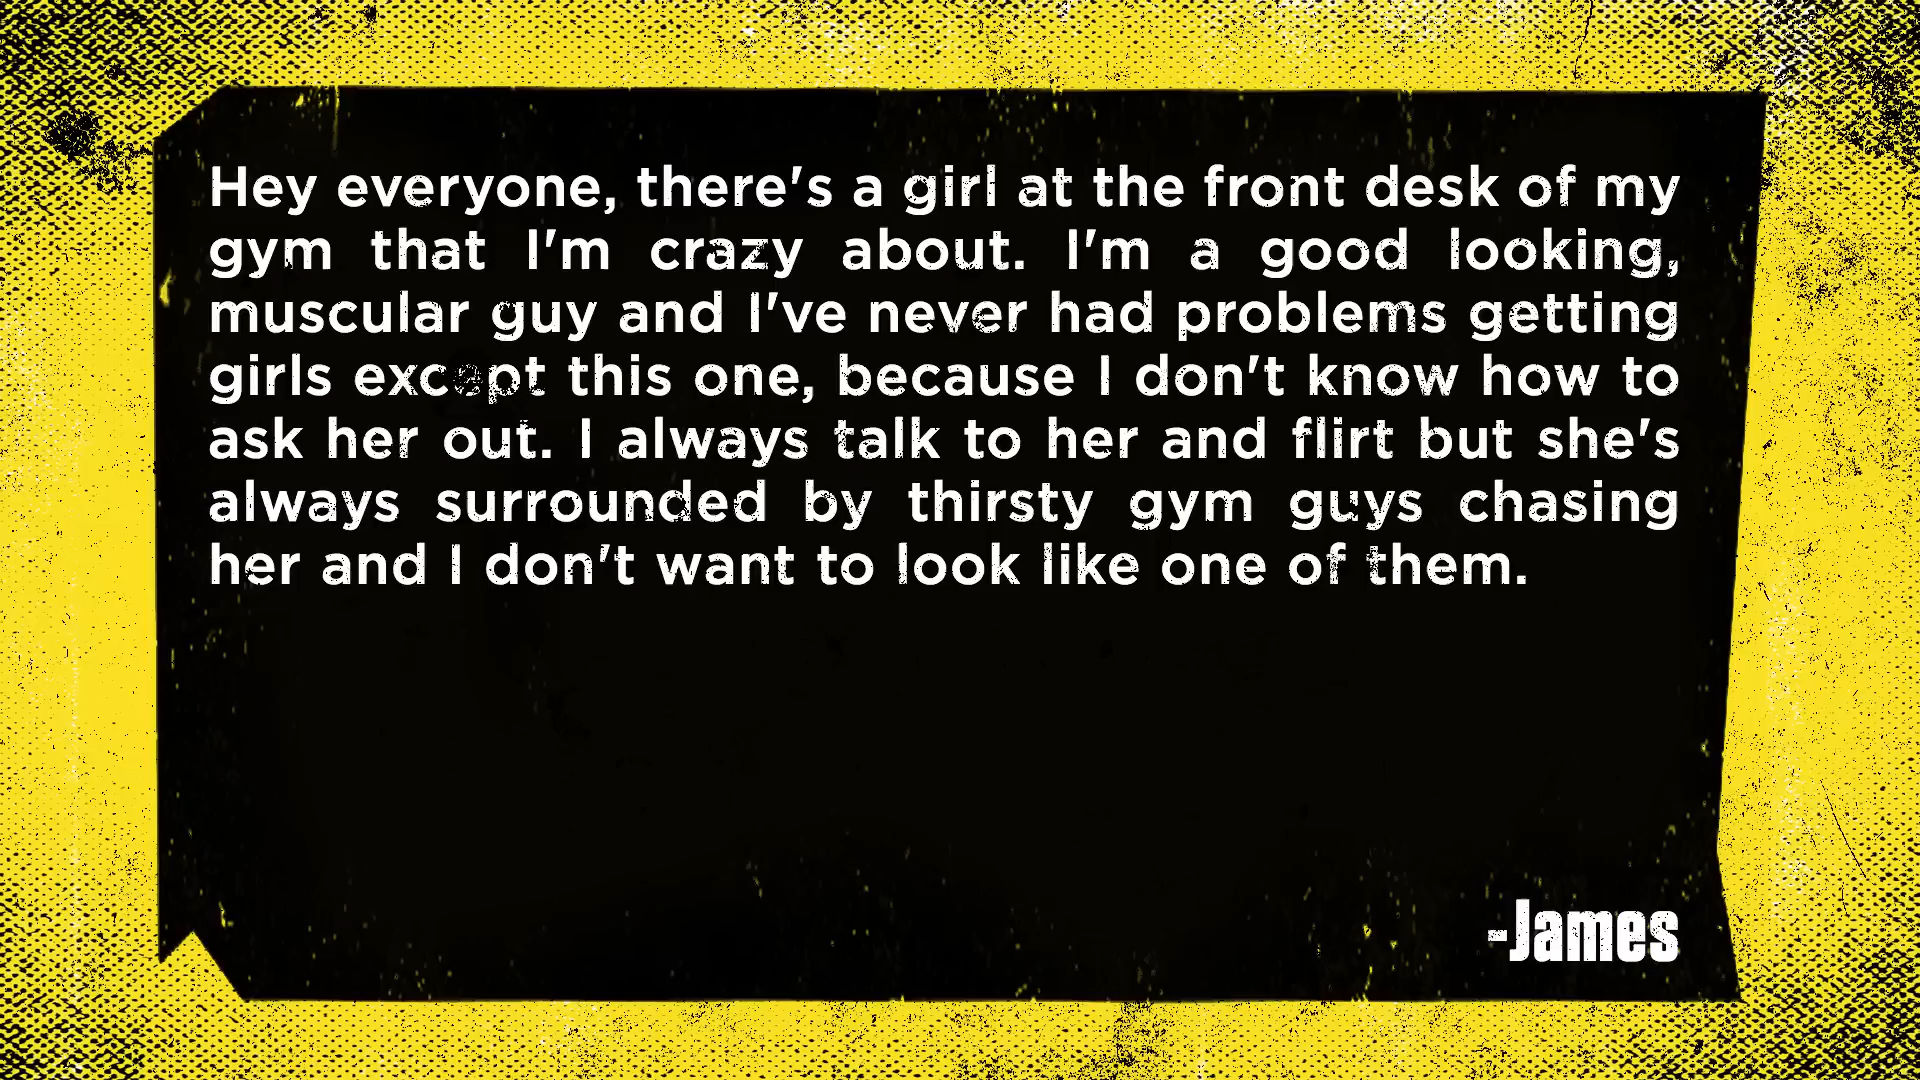 Hey everyone, there's a girl at the front desk of my
gym that I'm crazy about. I'm a good looking,
muscular guy and I've never had problems getting
girls except this one, because I don't know how to
ask her out. I always talk to her and flirt but she's
always surrounded by thirsty gym guys chasing
her and I don't want to look like one of them.
-James